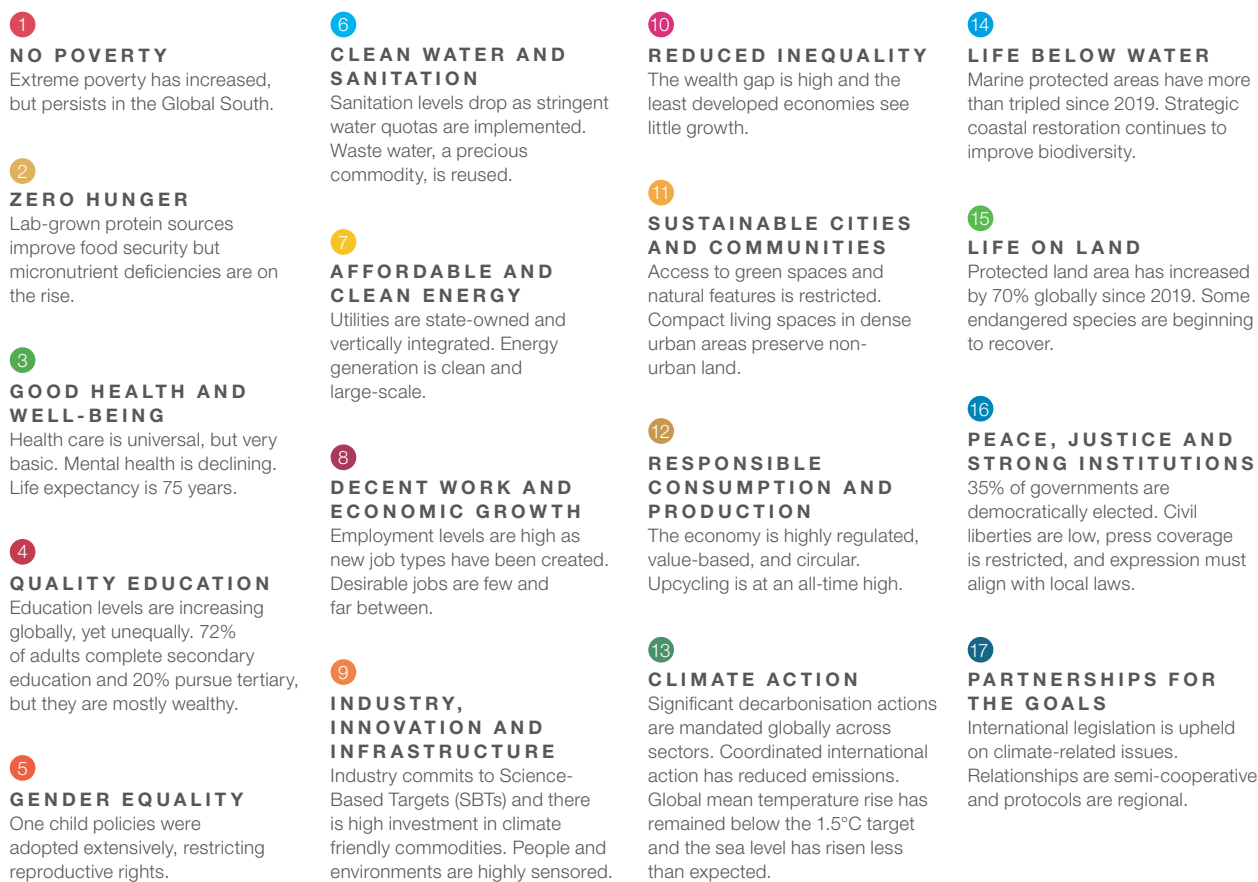 1
NO POVERTY
Extreme poverty has increased,
but persists in the Global South.
2
ZERO HUNGER
Lab-grown protein sources
improve food security but
micronutrient deficiencies are on
the rise.
3
GOOD HEALTH AND
WELL-BEING
Health care is universal, but very
basic. Mental health is declining.
Life expectancy is 75 years.
4
QUALITY EDUCATION
Education levels are increasing
globally, yet unequally. 72%
of adults complete secondary
education and 20% pursue tertiary,
but they are mostly wealthy.
5
GENDER EQUALITY
One child policies were
adopted extensively, restricting
reproductive rights.
6
CLEAN WATER AND
SANITATION
Sanitation levels drop as stringent
water quotas are implemented.
Waste water, a precious
commodity, is reused.
7
AFFORDABLE AND
CLEAN ENERGY
Utilities are state-owned and
vertically integrated. Energy
generation is clean and
large-scale.
8
DECENT WORK AND
ECONOMIC GROWTH
Employment levels are high as
new job types have been created.
Desirable jobs are few and
far between.
9
INDUSTRY,
INNOVATION AND
INFRASTRUCTURE
Industry commits to Science-
Based Targets (SBTs) and there
is high investment in climate
friendly commodities. People and
environments are highly sensored.
10
REDUCED INEQUALITY
The wealth gap is high and the
least developed economies see
little growth.
11
SUSTAINABLE CITIES
AND COMMUNITIES
Access to green spaces and
natural features is restricted.
Compact living spaces in dense
urban areas preserve non-
urban land.
12
RESPONSIBLE
CONSUMPTION AND
PRODUCTION
The economy is highly regulated,
value-based, and circular.
Upcycling is at an all-time high.
13
CLIMATE ACTION
Significant decarbonisation actions
are mandated globally across
sectors. Coordinated international
action has reduced emissions.
Global mean temperature rise has
remained below the 1.5°C target
and the sea level has risen less
than expected.
14
LIFE BELOW WATER
Marine protected areas have more
than tripled since 2019. Strategic
coastal restoration continues to
improve biodiversity.
15
LIFE ON LAND
Protected land area has increased
by 70% globally since 2019. Some
endangered species are beginning
to recover.
16
PEACE, JUSTICE AND
STRONG INSTITUTIONS
35% of governments are
democratically elected. Civil
liberties are low, press coverage
is restricted, and expression must
align with local laws.
17
PARTNERSHIPS FOR
THE GOALS
International legislation is upheld
on climate-related issues.
Relationships are semi-cooperative
and protocols are regional.